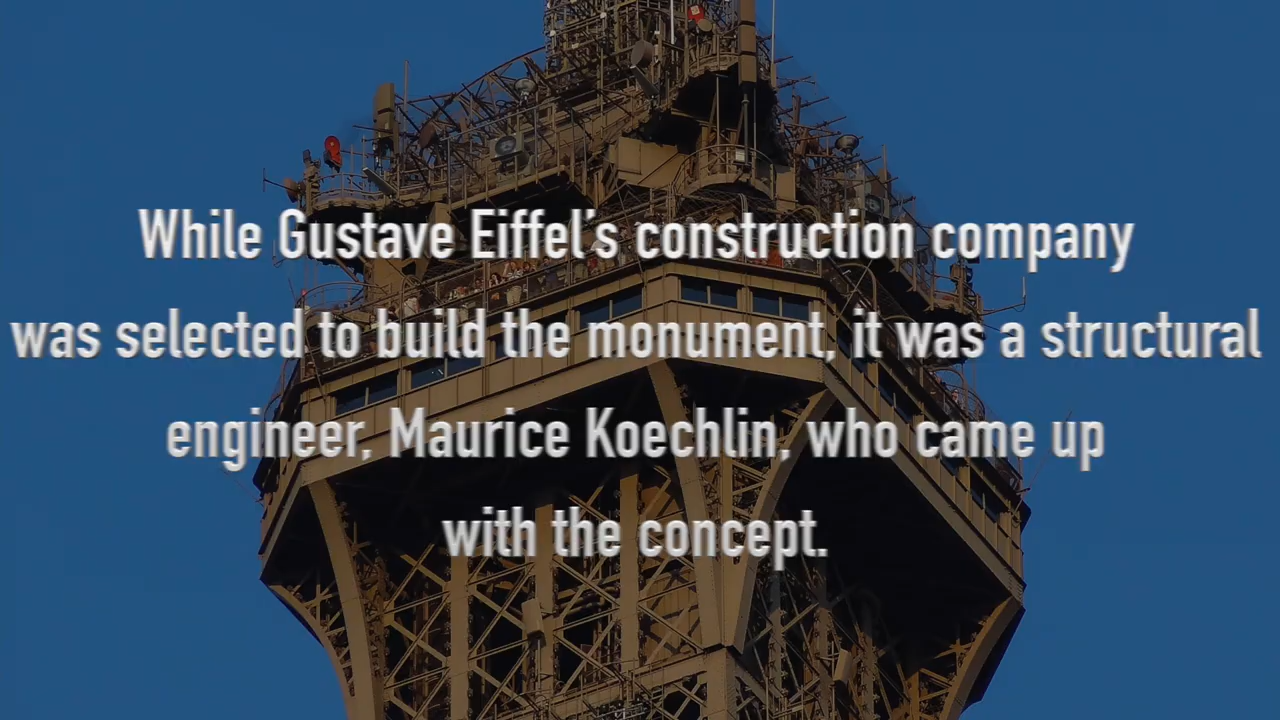 While Gustave Eiffel's construction company
was selected to build the monument, it was a structural
engineer, Maurice Koechlin, who came up
with the concept.